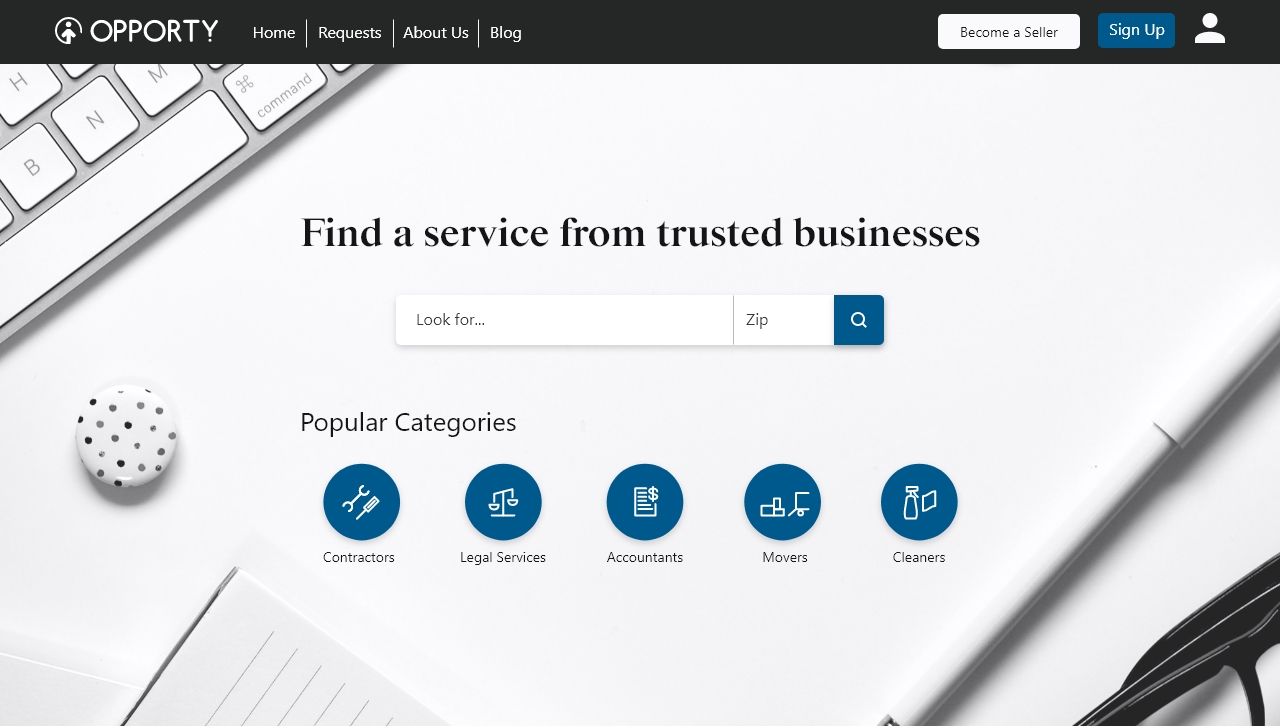 OPPORTY
Home
Requests
About Us
Blog
Become a Seller
Sign Up
H
M
⌘
command
N
B
Find a service from trusted businesses
Look for...
Zip
Popular Categories
Contractors
Legal Services
Accountants
Movers
Cleaners